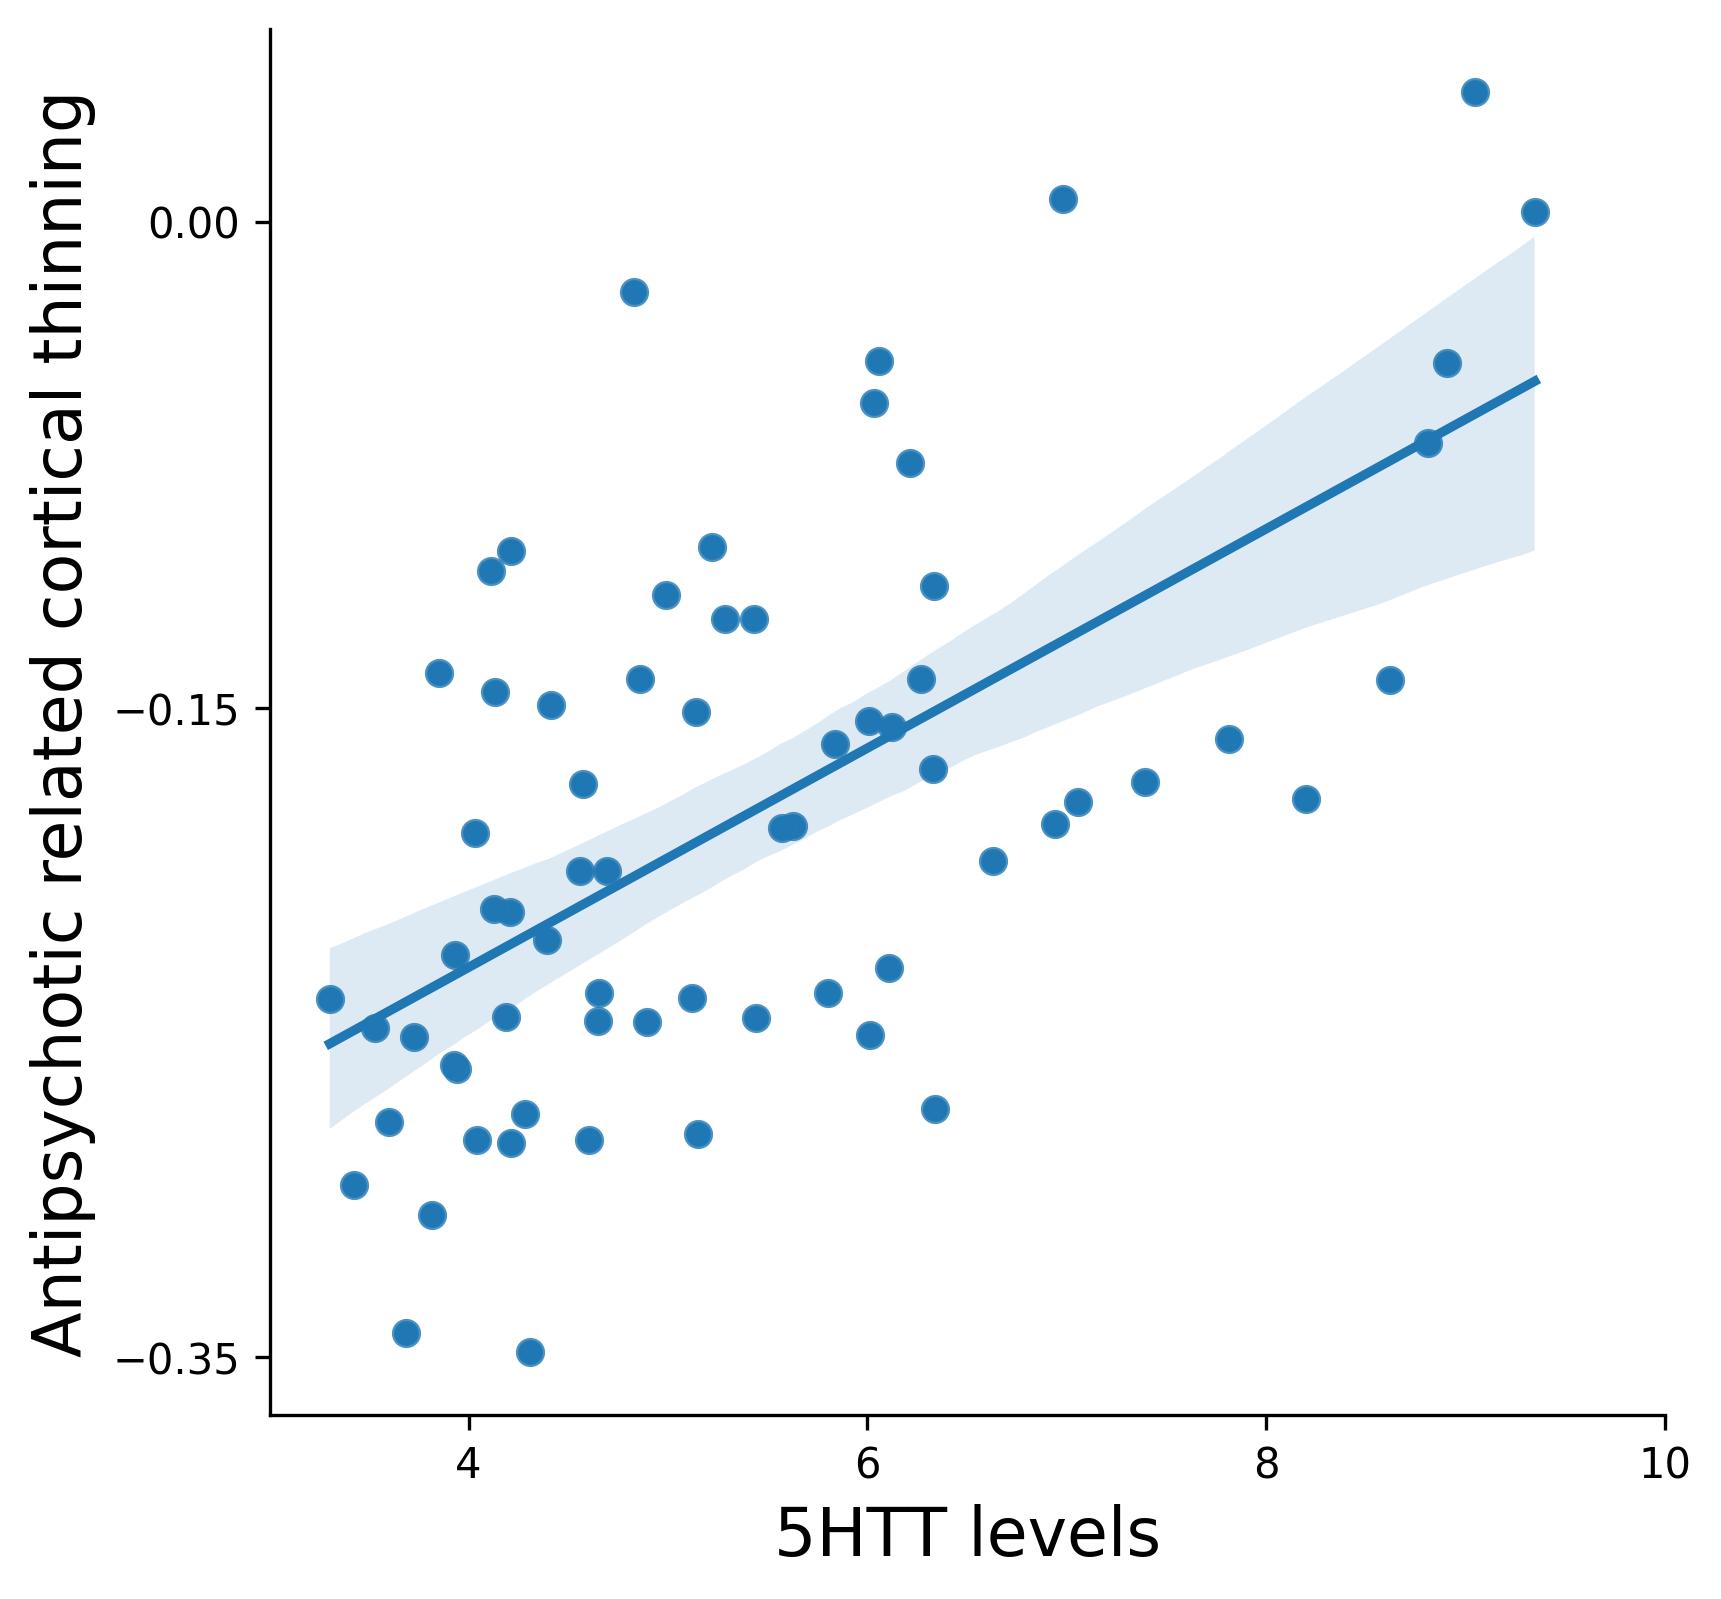 Antipsychotic related cortical thinning
0.00
−0.15
−0.35
4 6 8 10
5HTT levels